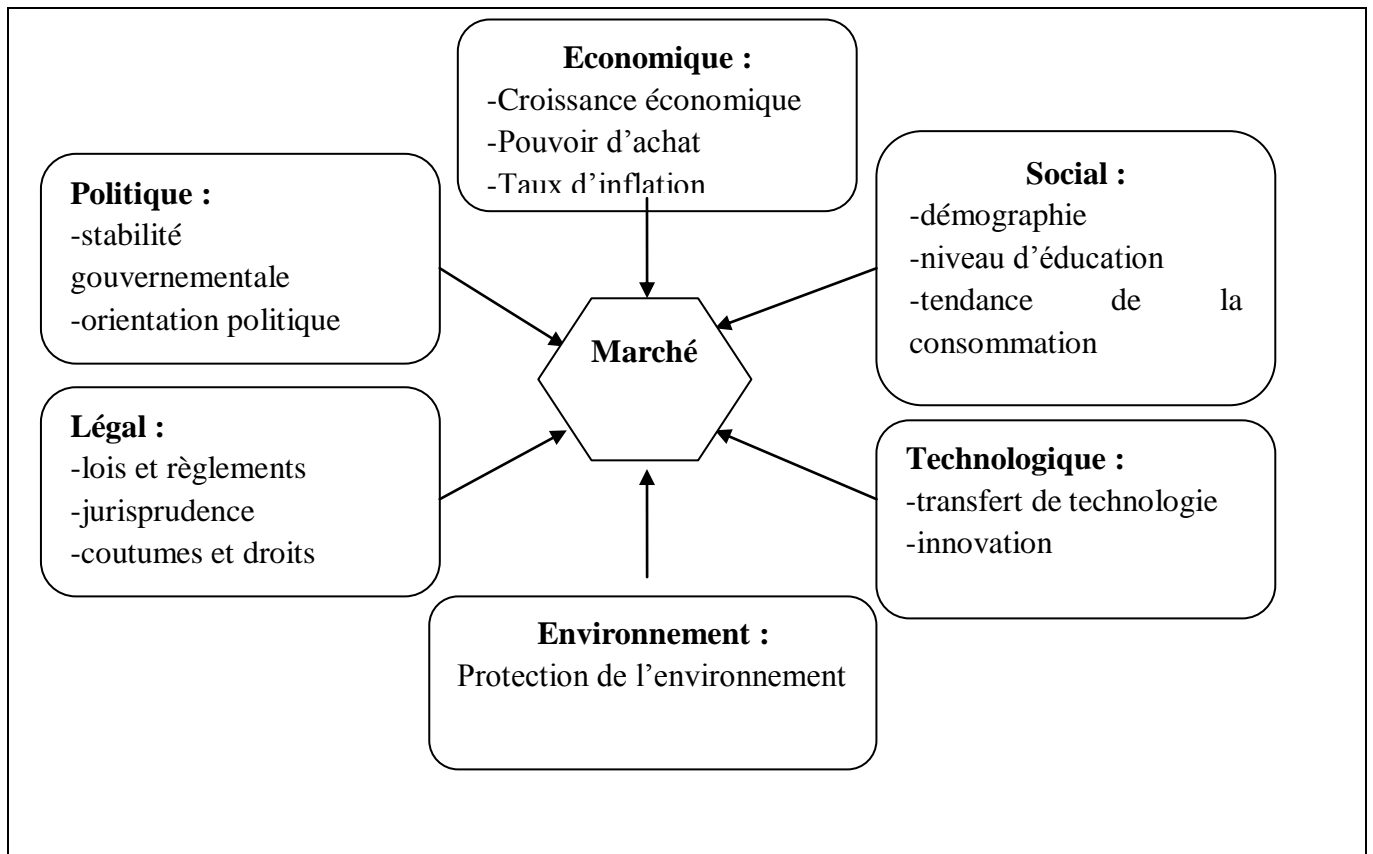 Economique :
-Croissance économique
-Pouvoir d’achat
-Taux d’inflation
Politique :
-stabilité
gouvernementale
-orientation politique
Social :
-démographie
-niveau d’éducation
-tendance de la
consommation
Marché
Légal :
-lois et règlements
-jurisprudence
-coutumes et droits
Technologique :
-transfert de technologie
-innovation
Environnement :
Protection de l’environnement